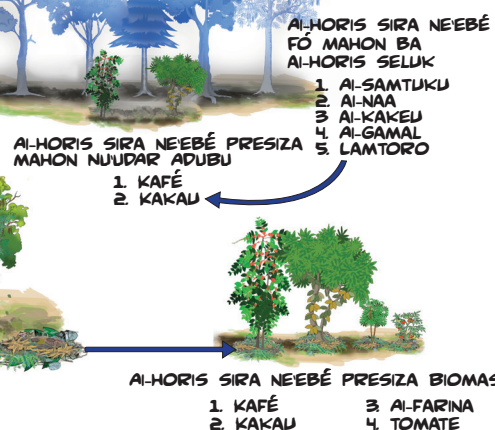 AI-HORIS SIRA NE'EBÉ
FÓ MAHON BA
AI-HORIS SELUK
1. AI-SAMTUKU
2. AI-NAA
3 AI-KAKEU
4. AI-GAMAL
5. LAMTORO
AI-HORIS SIRA NE'EBÉ PRESIZA
MAHON NU'UDAR ADUBU
1. KAFÉ
2. KAKAU
AI-HORIS SIRA NE'EBÉ PRESIZA BIOMAS
1. KAFÉ
2. KAKAU
3. AI-FARINA
4. TOMATE